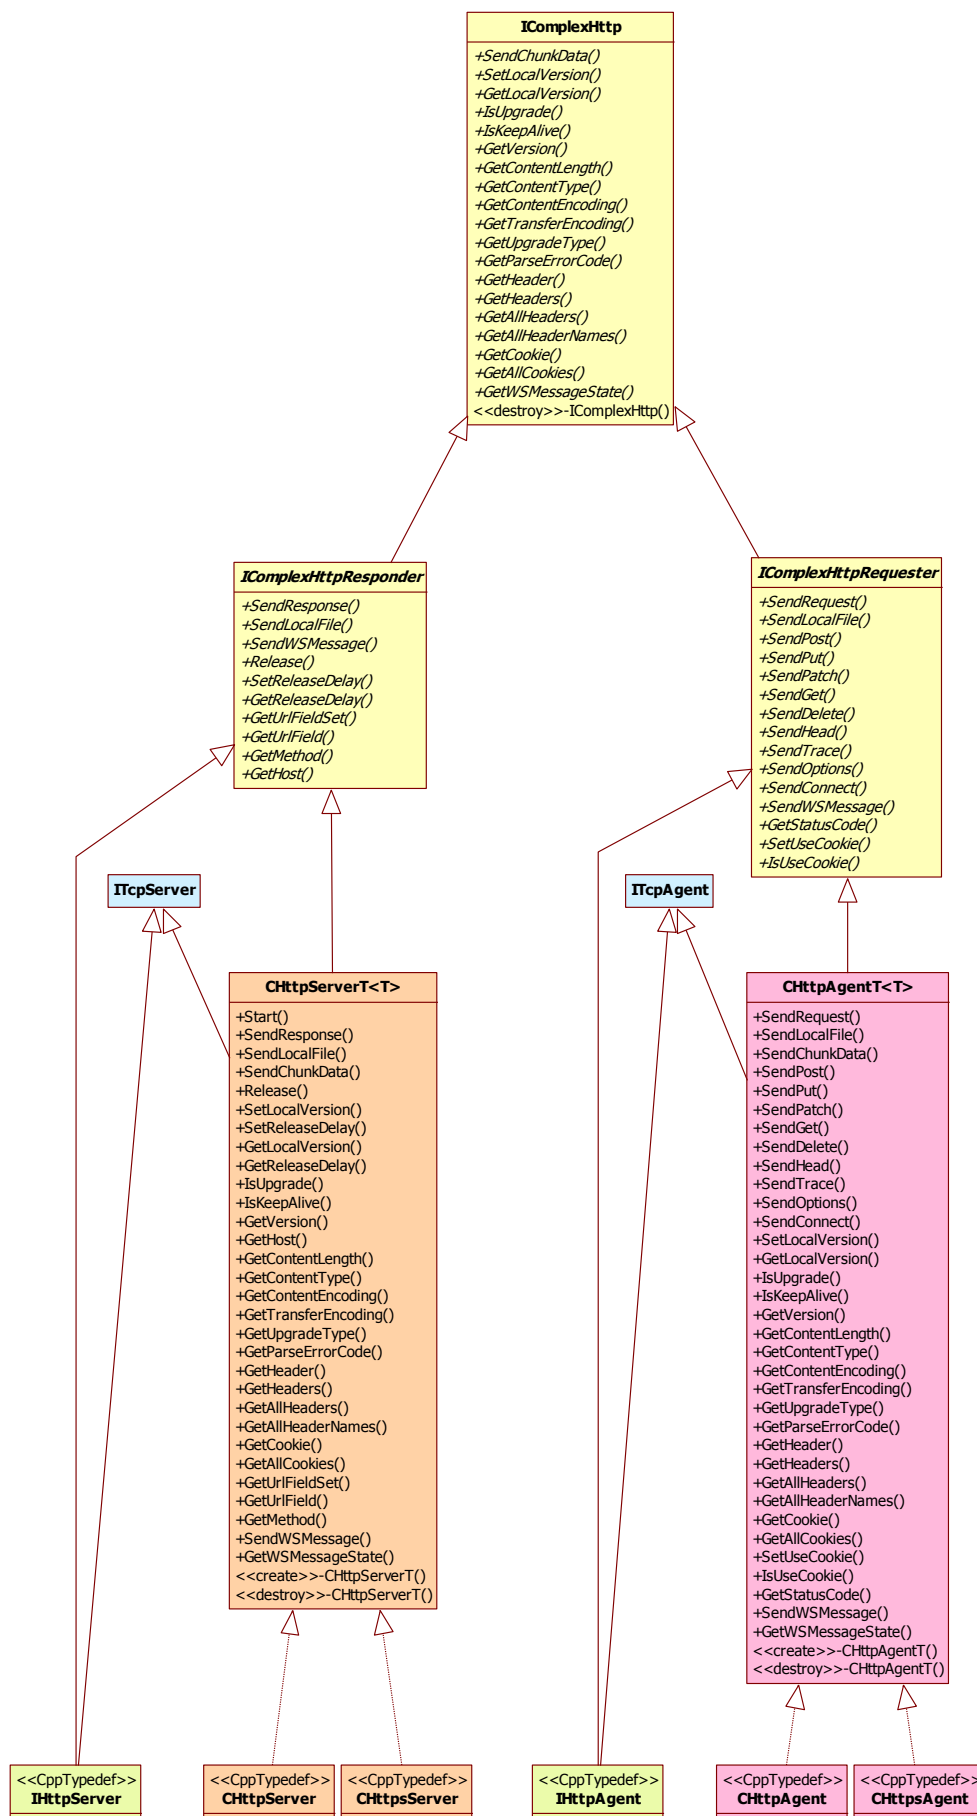 IComplexHttp
+SendChunkData()
+SetLocalVersion()
+GetLocalVersion()
+IsUpgrade()
+IsKeepAlive()
+GetVersion()
+GetContentLength()
+GetContentType()
+GetContentEncoding()
+GetTransferEncoding()
+GetUpgradeType()
+GetParseErrorCode()
+GetHeader()
+GetHeaders()
+GetAllHeaders()
+GetAllHeaderNames()
+GetCookie()
+GetAllCookies()
+GetWSMessageState()
<<destroy>>-IComplexHttp()
IComplexHttpResponder
+SendResponse()
+SendLocalFile()
+SendWSMessage()
+Release()
+SetReleaseDelay()
+GetReleaseDelay()
+GetUrlFieldSet()
+GetUrlField()
+GetMethod()
+GetHost()
IComplexHttpRequester
+SendRequest()
+SendLocalFile()
+SendPost()
+SendPut()
+SendPatch()
+SendGet()
+SendDelete()
+SendHead()
+SendTrace()
+SendOptions()
+SendConnect()
+SendWSMessage()
+GetStatusCode()
+SetUseCookie()
+IsUseCookie()
ITcpServer
ITcpAgent
CHttpServerT<T>
+Start()
+SendResponse()
+SendLocalFile()
+SendChunkData()
+Release()
+SetLocalVersion()
+SetReleaseDelay()
+GetLocalVersion()
+GetReleaseDelay()
+IsUpgrade()
+IsKeepAlive()
+GetVersion()
+GetHost()
+GetContentLength()
+GetContentType()
+GetContentEncoding()
+GetTransferEncoding()
+GetUpgradeType()
+GetParseErrorCode()
+GetHeader()
+GetHeaders()
+GetAllHeaders()
+GetAllHeaderNames()
+GetCookie()
+GetAllCookies()
+GetUrlFieldSet()
+GetUrlField()
+GetMethod()
+SendWSMessage()
+GetWSMessageState()
<<create>>-CHttpServerT()
<<destroy>>-CHttpServerT()
CHttpAgentT<T>
+SendRequest()
+SendLocalFile()
+SendChunkData()
+SendPost()
+SendPut()
+SendPatch()
+SendGet()
+SendDelete()
+SendHead()
+SendTrace()
+SendOptions()
+SendConnect()
+SetLocalVersion()
+GetLocalVersion()
+IsUpgrade()
+IsKeepAlive()
+GetVersion()
+GetContentLength()
+GetContentType()
+GetContentEncoding()
+GetTransferEncoding()
+GetUpgradeType()
+GetParseErrorCode()
+GetHeader()
+GetHeaders()
+GetAllHeaders()
+GetAllHeaderNames()
+GetCookie()
+GetAllCookies()
+SetUseCookie()
+IsUseCookie()
+GetStatusCode()
+SendWSMessage()
+GetWSMessageState()
<<create>>-CHttpAgentT()
<<destroy>>-CHttpAgentT()
<<CppTypedef>>
IHttpServer
<<CppTypedef>>
CHttpServer
<<CppTypedef>>
CHttpsServer
<<CppTypedef>>
IHttpAgent
<<CppTypedef>>
CHttpAgent
<<CppTypedef>>
CHttpsAgent